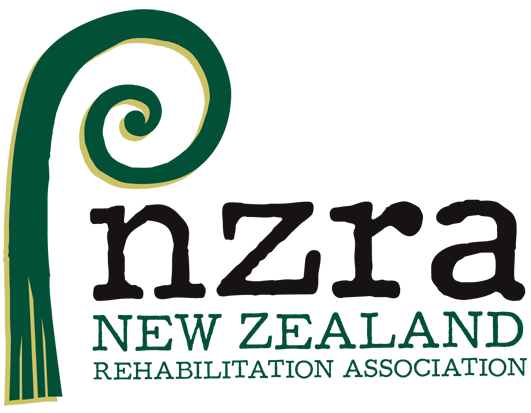 nzra
NEW ZEALAND
REHABILITATION ASSOCIATION